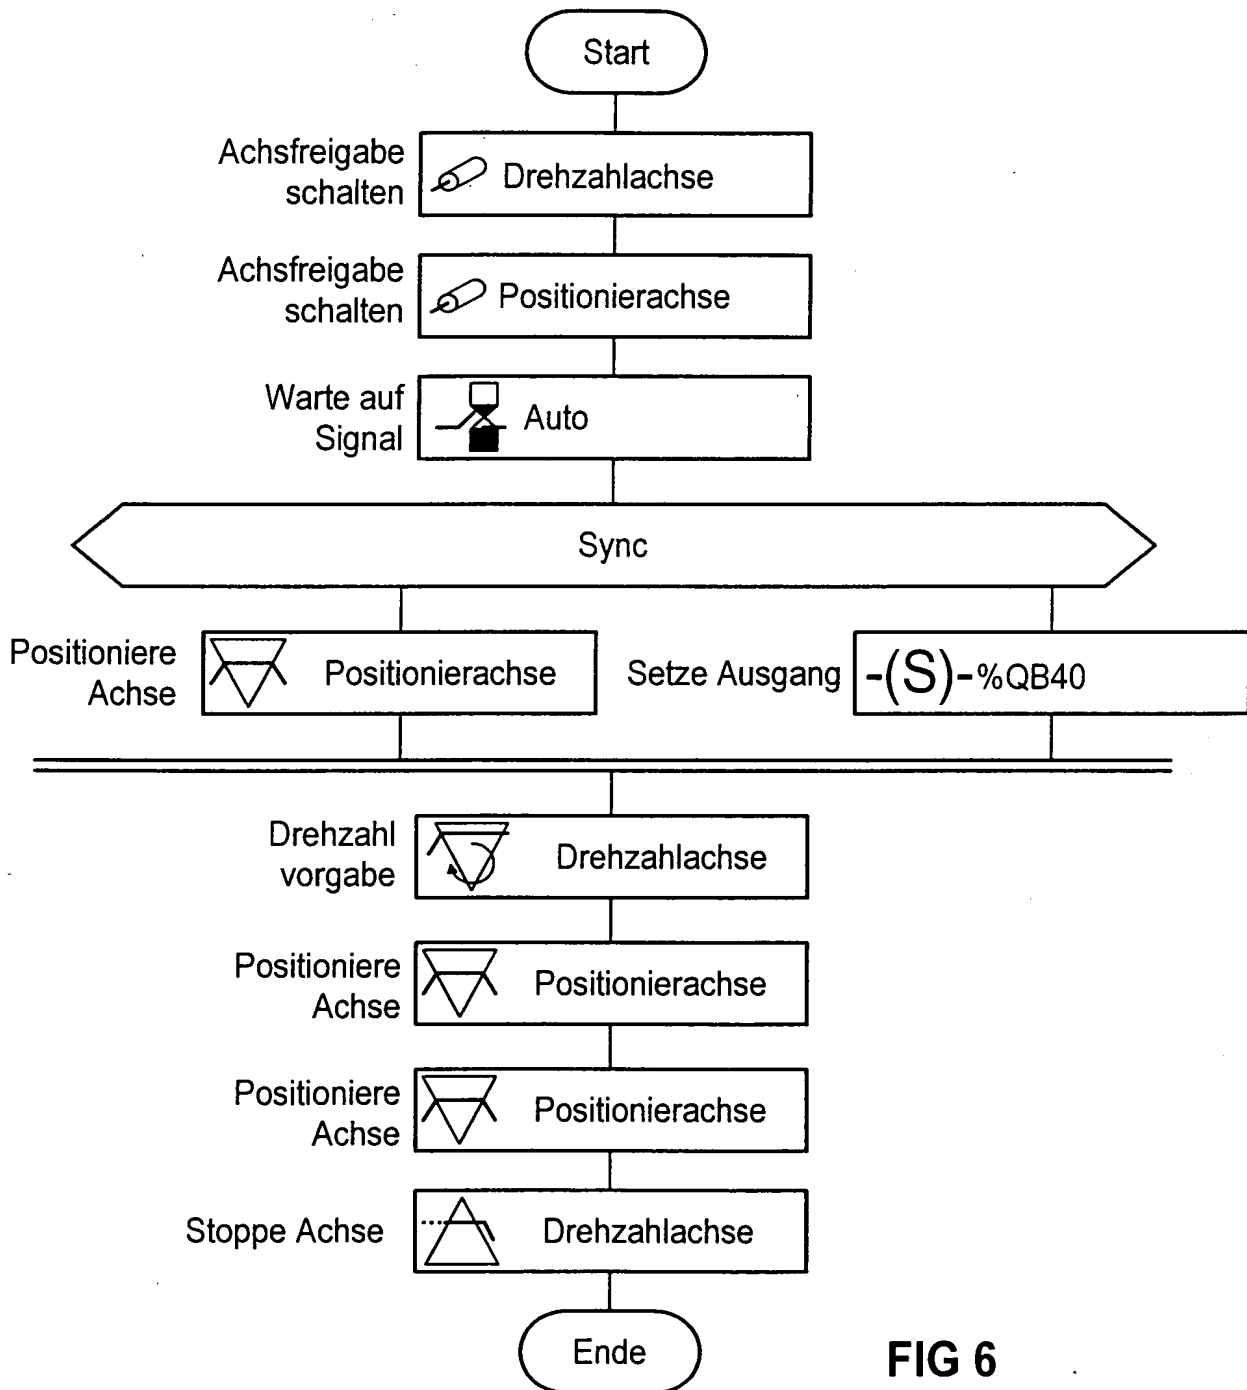 Start
Achsfreigabe
schalten
Drehzahlachse
Achsfreigabe
schalten
Positionierachse
Warte auf
Signal
Auto
Sync
Positioniere
Achse
Positionierachse
Setze Ausgang
-(S)-%QB40
Drehzahl
vorgabe
Drehzahlachse
Positioniere
Achse
Positionierachse
Positioniere
Achse
Positionierachse
Stoppe Achse
Drehzahlachse
Ende
FIG 6